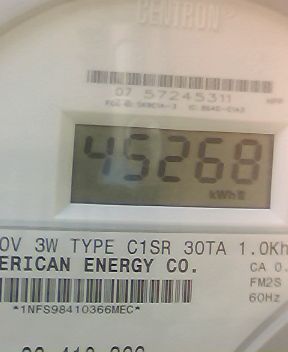 CENTRON
07 57245311
45268
kWh
0V 3W TYPE C1SR 30TA 1.0Kh
ERICAN ENERGY CO.
CA 0.
FM2S
60Hz
*1NFS98410366MEC*